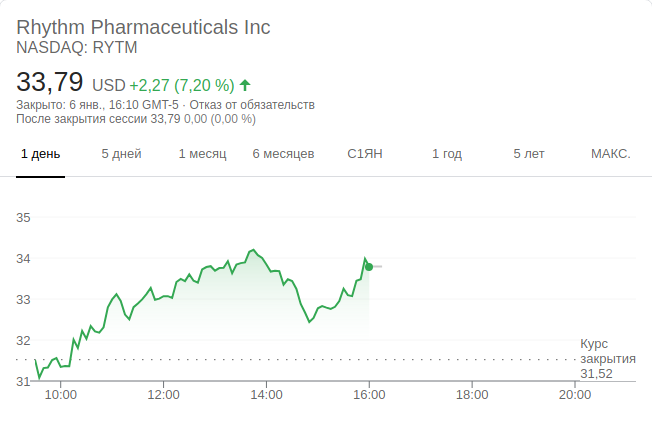 Rhythm Pharmaceuticals Inc
NASDAQ: RYTM
33,79 USD +2,27 (7,20 %)
Закрыто: 6 янв., 16:10 GMT-5 · Отказ от обязательств
После закрытия сессии 33,79 0,00 (0,00 %)
1 день 5 дней 1 месяц 6 месяцев С1ЯН 1 год 5 лет МАКС.
35
34
33
32
31
Курс
закрытия
31,52
10:00 12:00 14:00 16:00 18:00 20:00